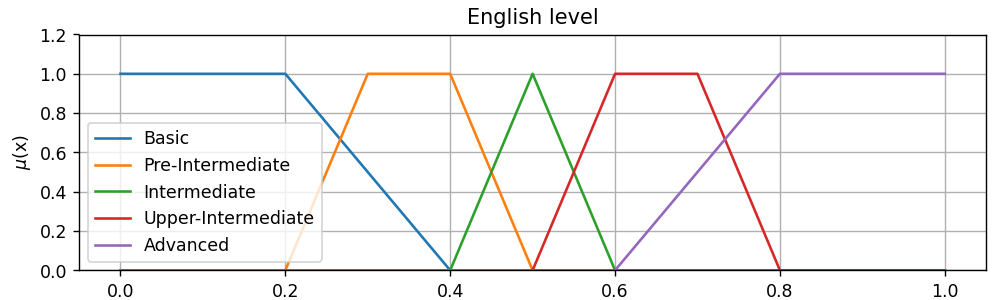 English level
1.2
1.0
0.8
0.6
0.4
0.2
0.0
μ(x)
Basic
Pre-Intermediate
Intermediate
Upper-Intermediate
Advanced
0.0 0.2 0.4 0.6 0.8 1.0